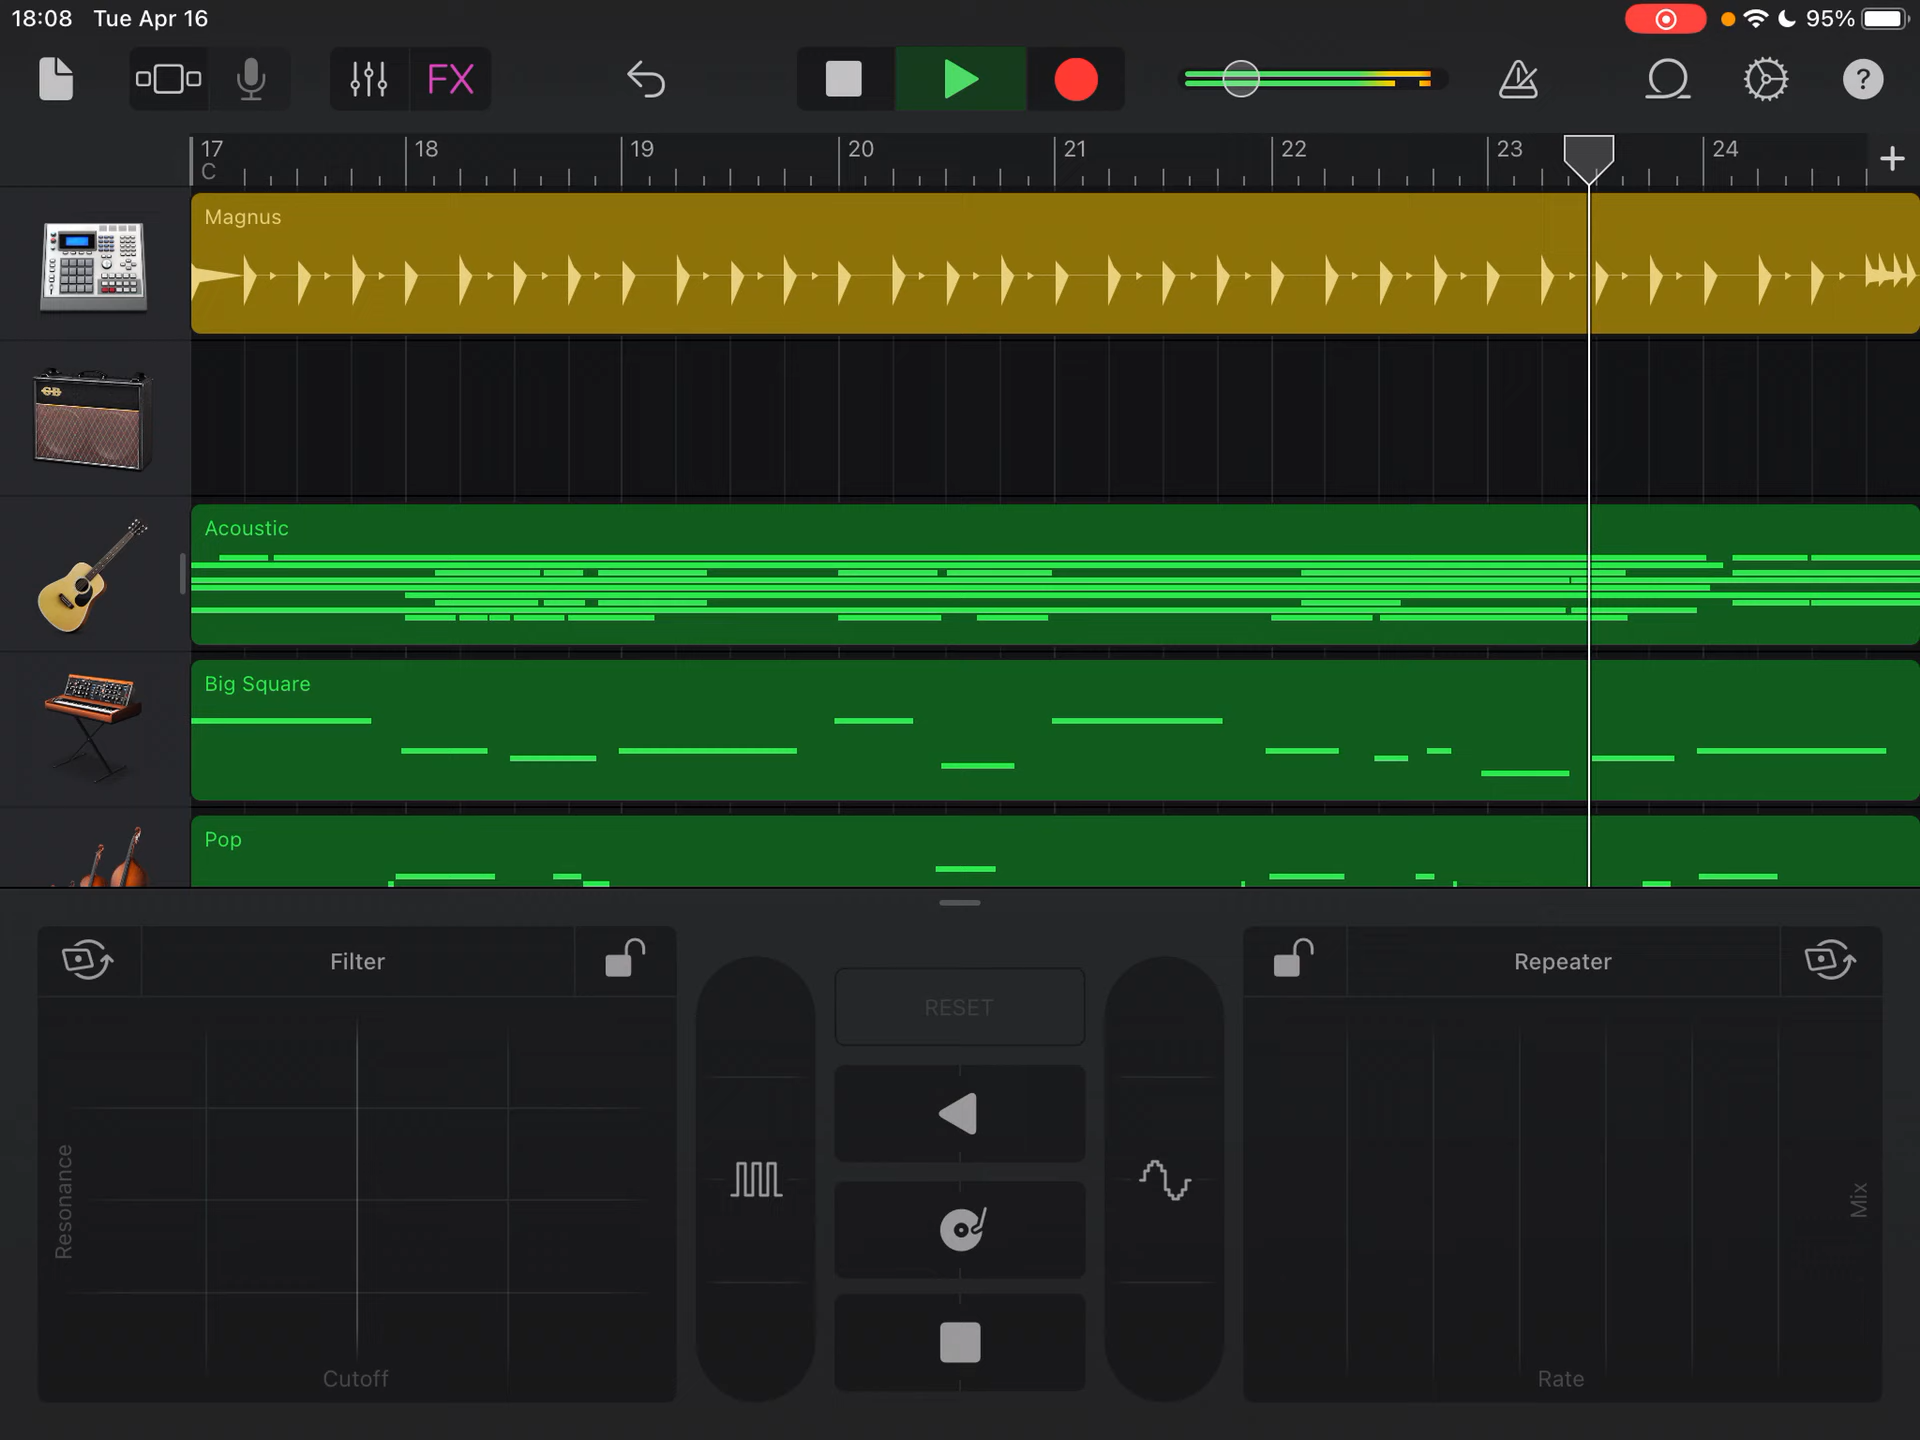 18:08 Tue Apr 16 95%
FX ?
17 18 19 20 21 22 23 24 +
C
Magnus
GB
Acoustic
Big Square
Pop
Filter
RESET
Repeater
Resonance
Mix
Cutoff
Rate